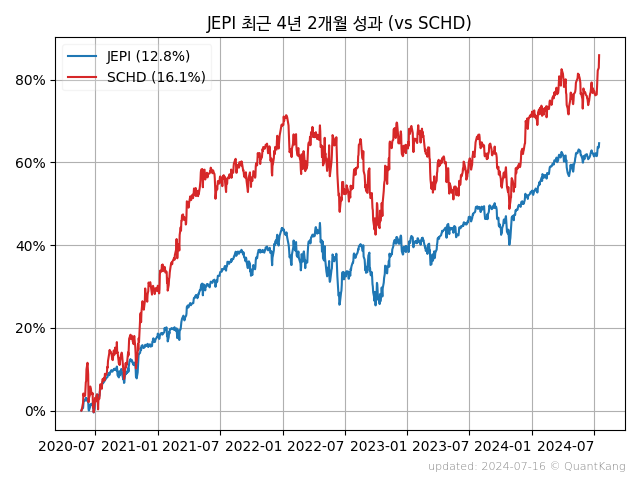 JEPI 최근 4년 2개월 성과 (vs SCHD)
JEPI (12.8%)
SCHD (16.1%)
80%
60%
40%
20%
0%
2020-07 2021-01 2021-07 2022-01 2022-07 2023-01 2023-07 2024-01 2024-07
updated: 2024-07-16 © QuantKang